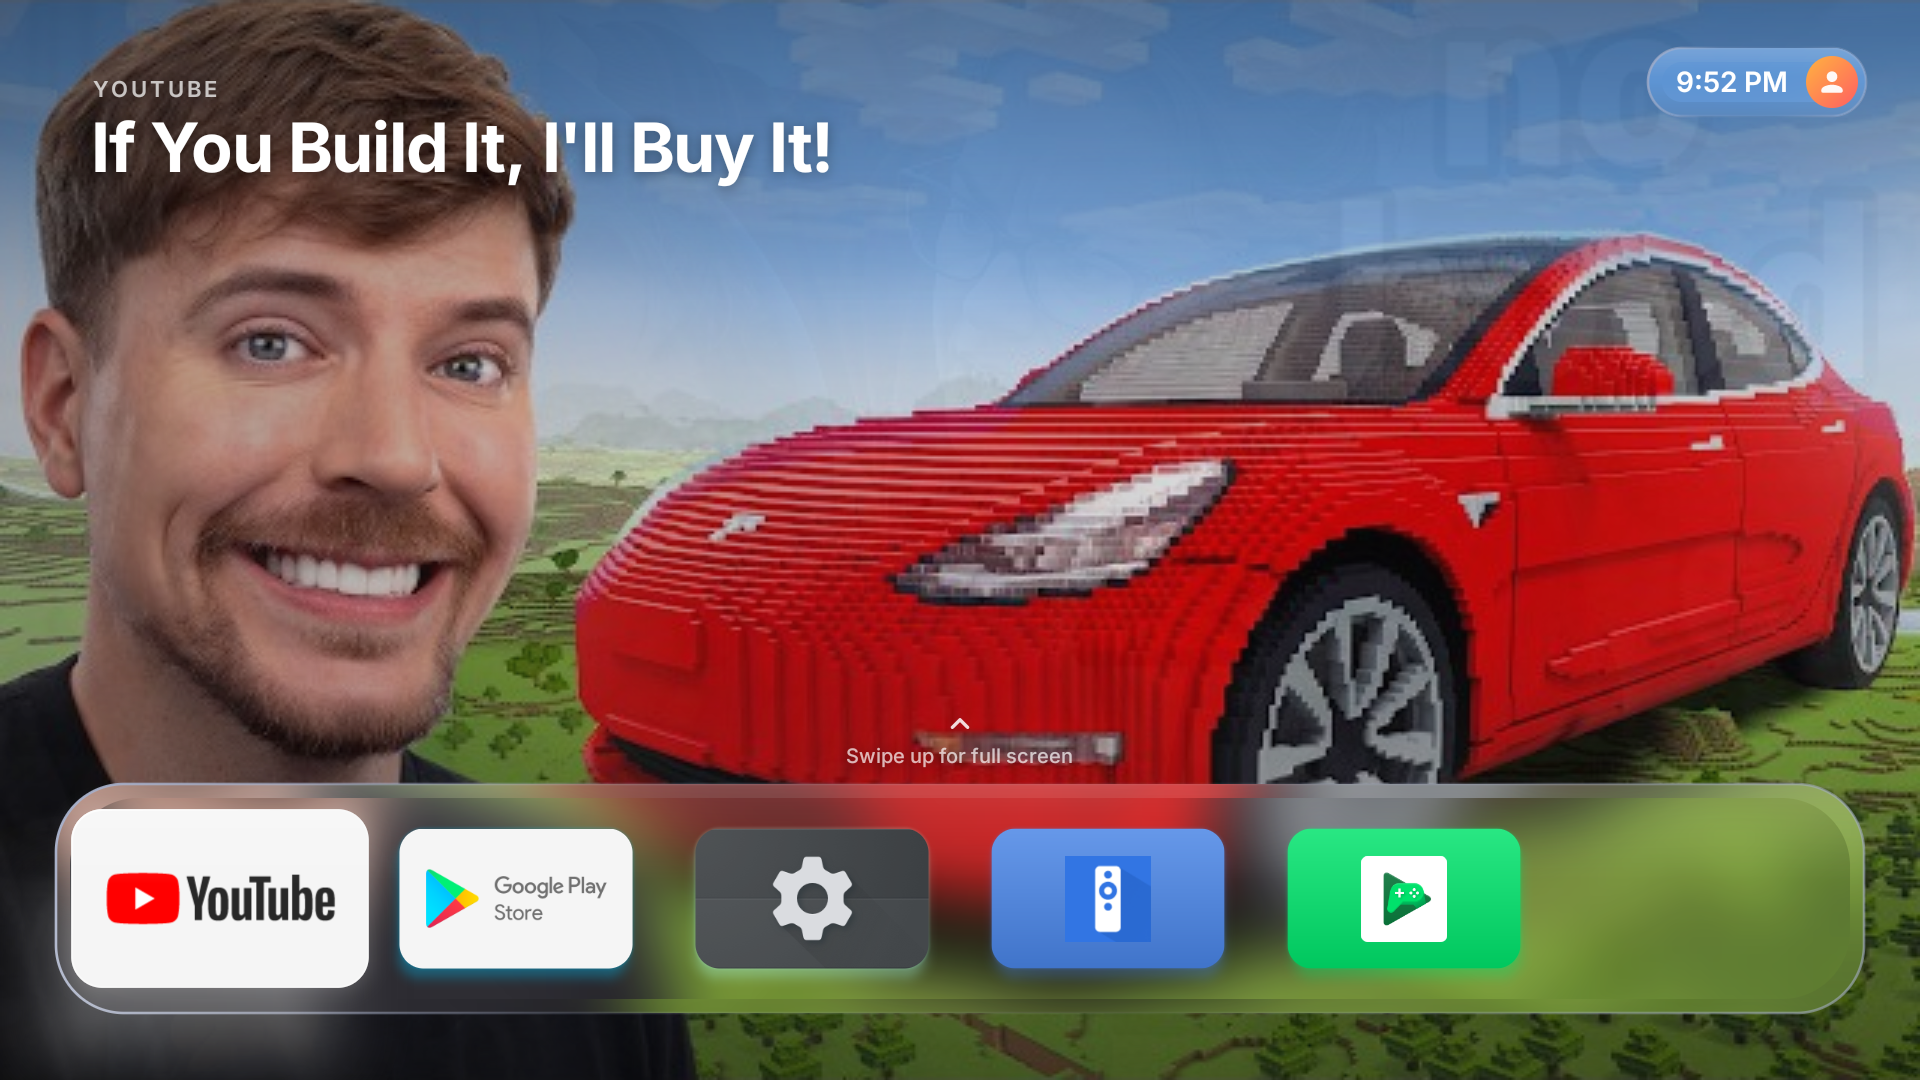 YOUTUBE
If You Build It, I'll Buy It!
9:52 PM
Swipe up for full screen
YouTube
Google Play
Store